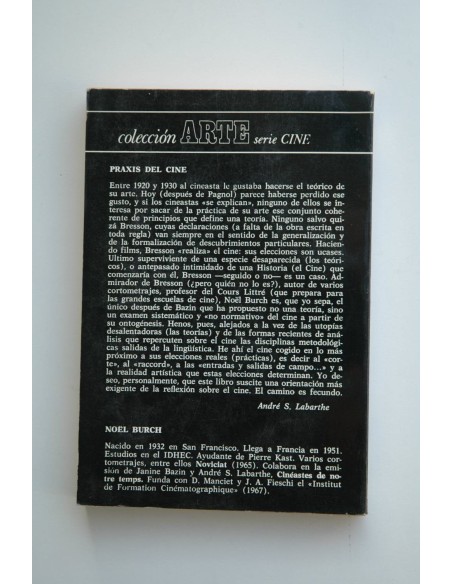 colección ARTE serie CINE
PRAXIS DEL CINE
Entre 1920 y 1930 al cineasta le gustaba hacerse el teórico de
su arte. Hoy (después de Pagnol) parece haberse perdido ese
gusto, y si los cineastas «se explican», ninguno de ellos se in-
teresa por sacar de la práctica de su arte ese conjunto cohe-
rente de principios que define una teoría. Ninguno salvo qui-
zá Bresson, cuyas declaraciones (a falta de la obra escrita en
toda regla) van siempre en el sentido de la generalización y
de la formalización de descubrimientos particulares. Hacien-
do films, Bresson «realiza» el cine: sus elecciones son ucases.
Ultimo superviviente de una especie desaparecida (los teóri-
cos), o antepasado intimidado de una Historia (el Cine) que
comenzaría con él, Bresson —seguido o no— es un caso. Ad-
mirador de Bresson (¿pero quién no lo es?), autor de varios
cortometrajes, profesor del Cours Littré (que prepara para
las grandes escuelas de cine), Noël Burch es, que yo sepa, el
único después de Bazin que ha propuesto no una teoría, sino
un examen sistemático y «no normativo» del cine a partir de
su ontogénesis. Henos, pues, alejados a la vez de las utopías
desalentadoras (las teorías) y de las formas recientes de aná-
lisis que repercuten sobre el cine las disciplinas metodológi-
cas salidas de la lingüística. He ahí el cine cogido en lo más
próximo a sus elecciones reales (prácticas), es decir al «cor-
te», al «raccord», a las «entradas y salidas de campo...» y a
la realidad artística que estas elecciones determinan. Yo de-
seo, personalmente, que este libro suscite una orientación más
exigente de la reflexión sobre el cine. El camino es fecundo.
André S. Labarthe
NOEL BURCH
Nacido en 1932 en San Francisco. Llega a Francia en 1951.
Estudios en el IDHEC. Ayudante de Pierre Kast. Varios cor-
tometrajes, entre ellos Noviciat (1965). Colabora en la emi-
sión de Janine Bazin y André S. Labarthe, Cinéastes de no-
tre temps. Funda con D. Manciet y J. A. Fieschi el «Institut
de Formation Cinématographique» (1967).